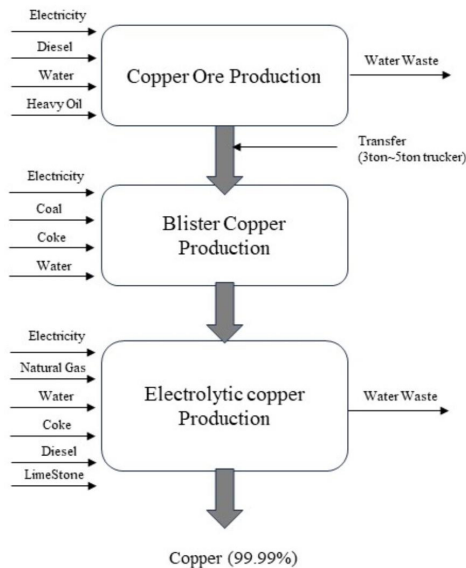 Electricity
Diesel
Water
Heavy Oil
Copper Ore Production
Water Waste
Transfer
(3ton~5ton trucker)
Electricity
Coal
Coke
Water
Blister Copper
Production
Electricity
Natural Gas
Water
Coke
Diesel
LimeStone
Electrolytic copper
Production
Water Waste
Copper (99.99%)